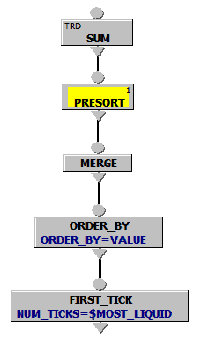 TRD
SUM
1
PRESORT
MERGE
ORDER_BY
ORDER_BY=VALUE
FIRST_TICK
NUM_TICKS=$MOST_LIQUID